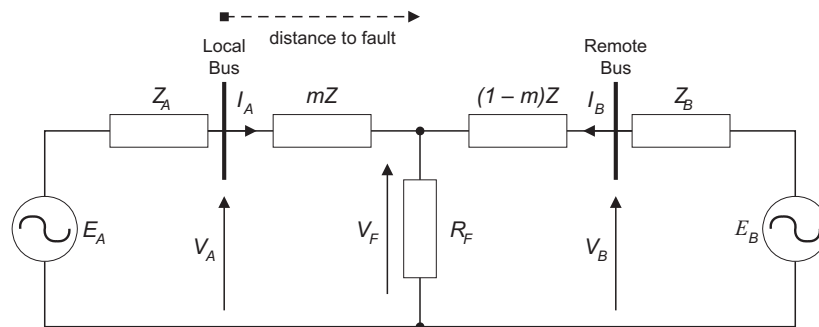 distance to fault
Local
Bus
Remote
Bus
Z_A
I_A
mZ
(1 – m)Z
I_B
Z_B
E_A
V_A
V_F
R_F
V_B
E_B